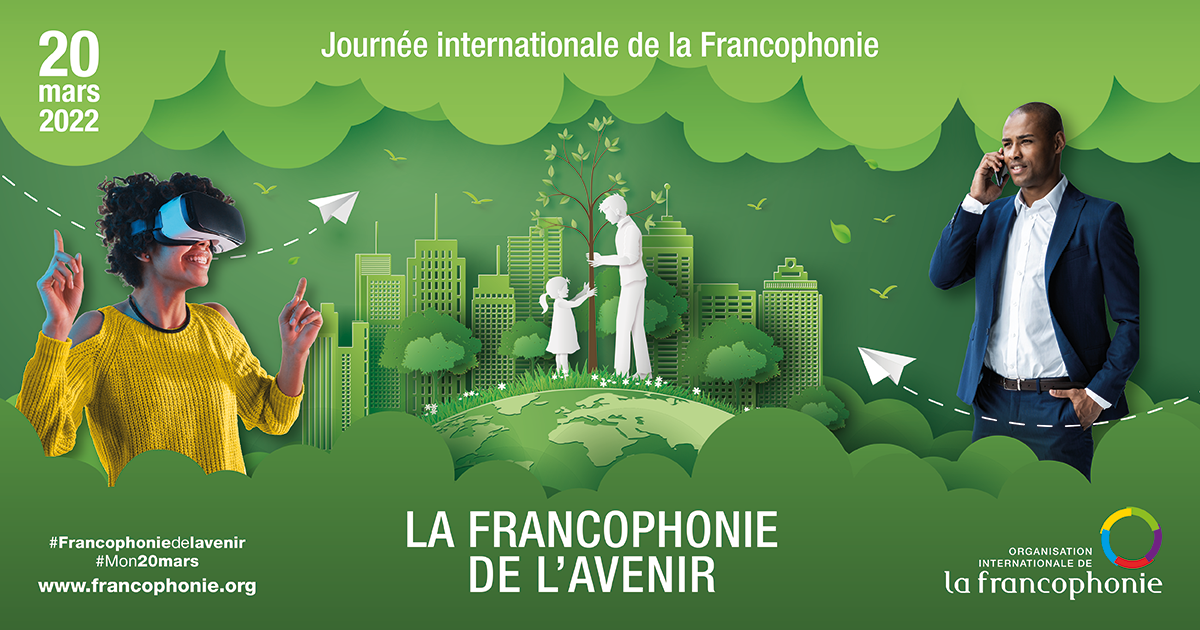 20
mars
2022
Journée internationale de la Francophonie
LA FRANCOPHONIE
DE L’AVENIR
#Francophoniedelavenir
#Mon20mars
www.francophonie.org
ORGANISATION
INTERNATIONALE DE
la francophonie